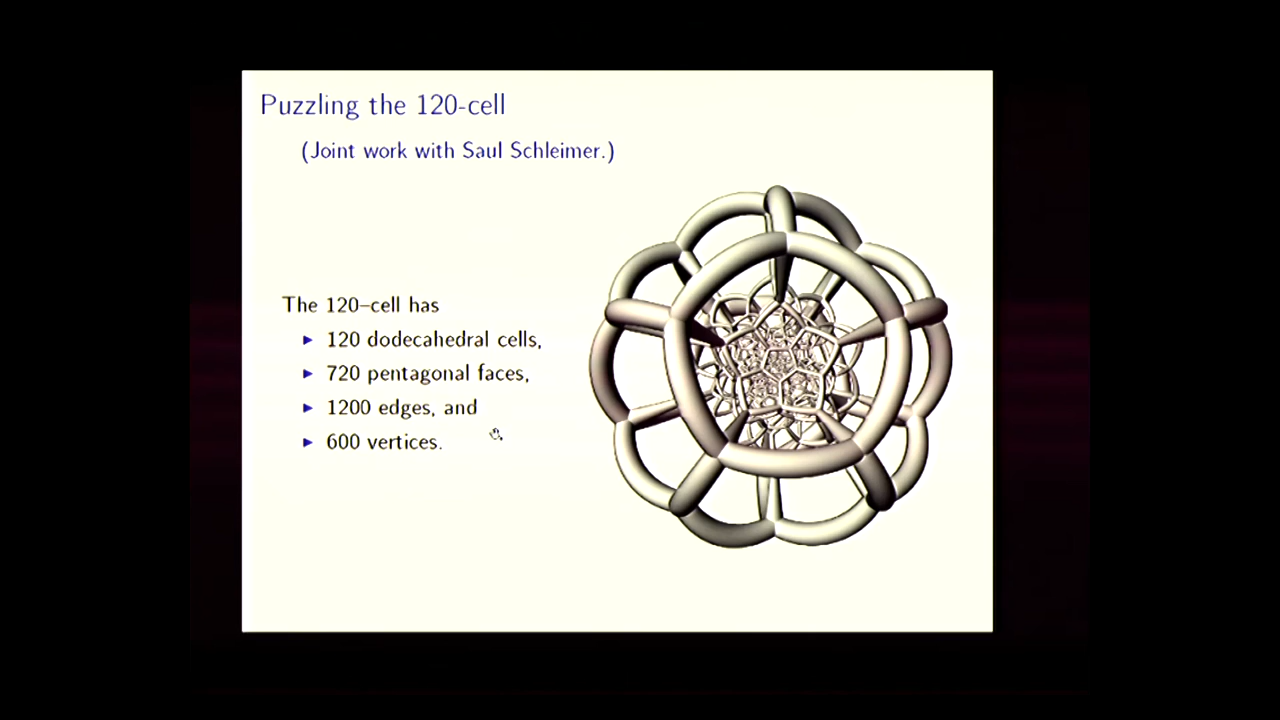 Puzzling the 120-cell
(Joint work with Saul Schleimer.)
The 120–cell has
120 dodecahedral cells,
720 pentagonal faces,
1200 edges, and
600 vertices.